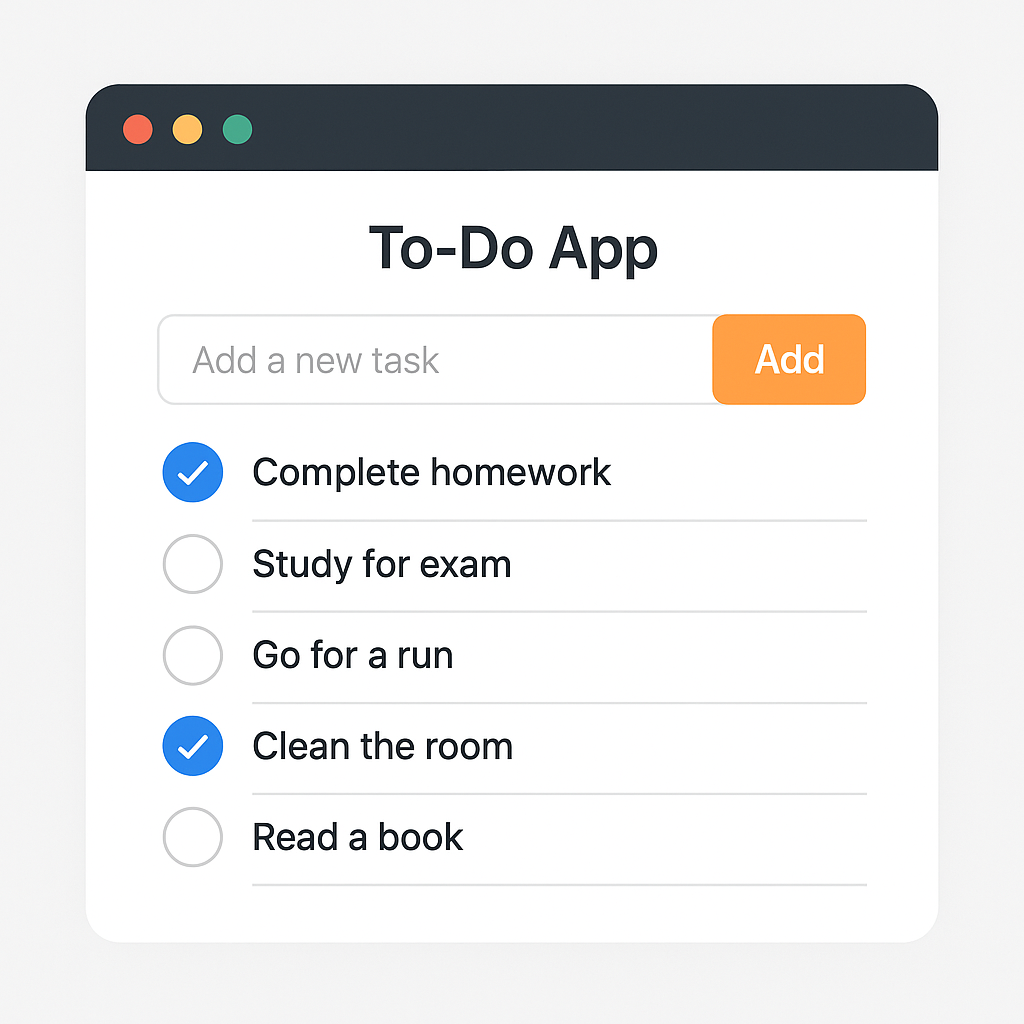 To-Do App
Add a new task
Add
Complete homework
Study for exam
Go for a run
Clean the room
Read a book